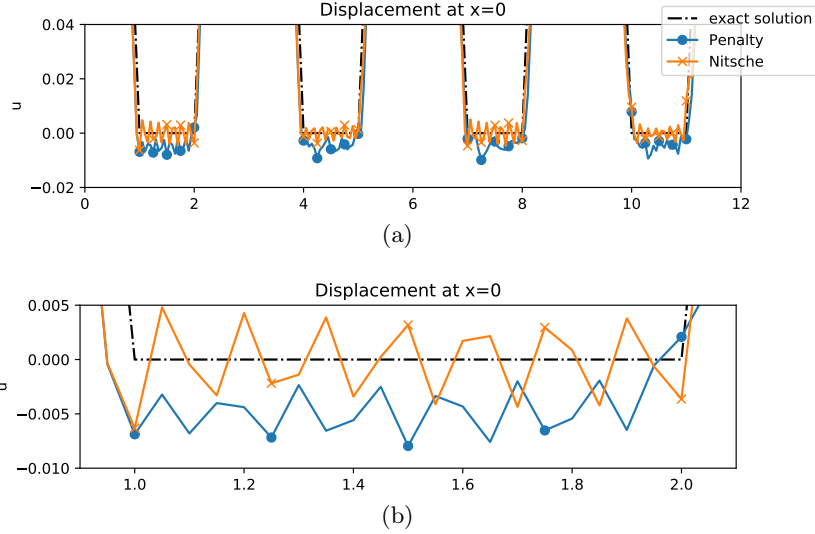 Displacement at x=0
exact solution
Penalty
Nitsche
0.04
0.02
0.00
−0.02
u
0 2 4 6 8 10 12
(a)
Displacement at x=0
0.005
0.000
−0.005
−0.010
u
1.0 1.2 1.4 1.6 1.8 2.0
(b)